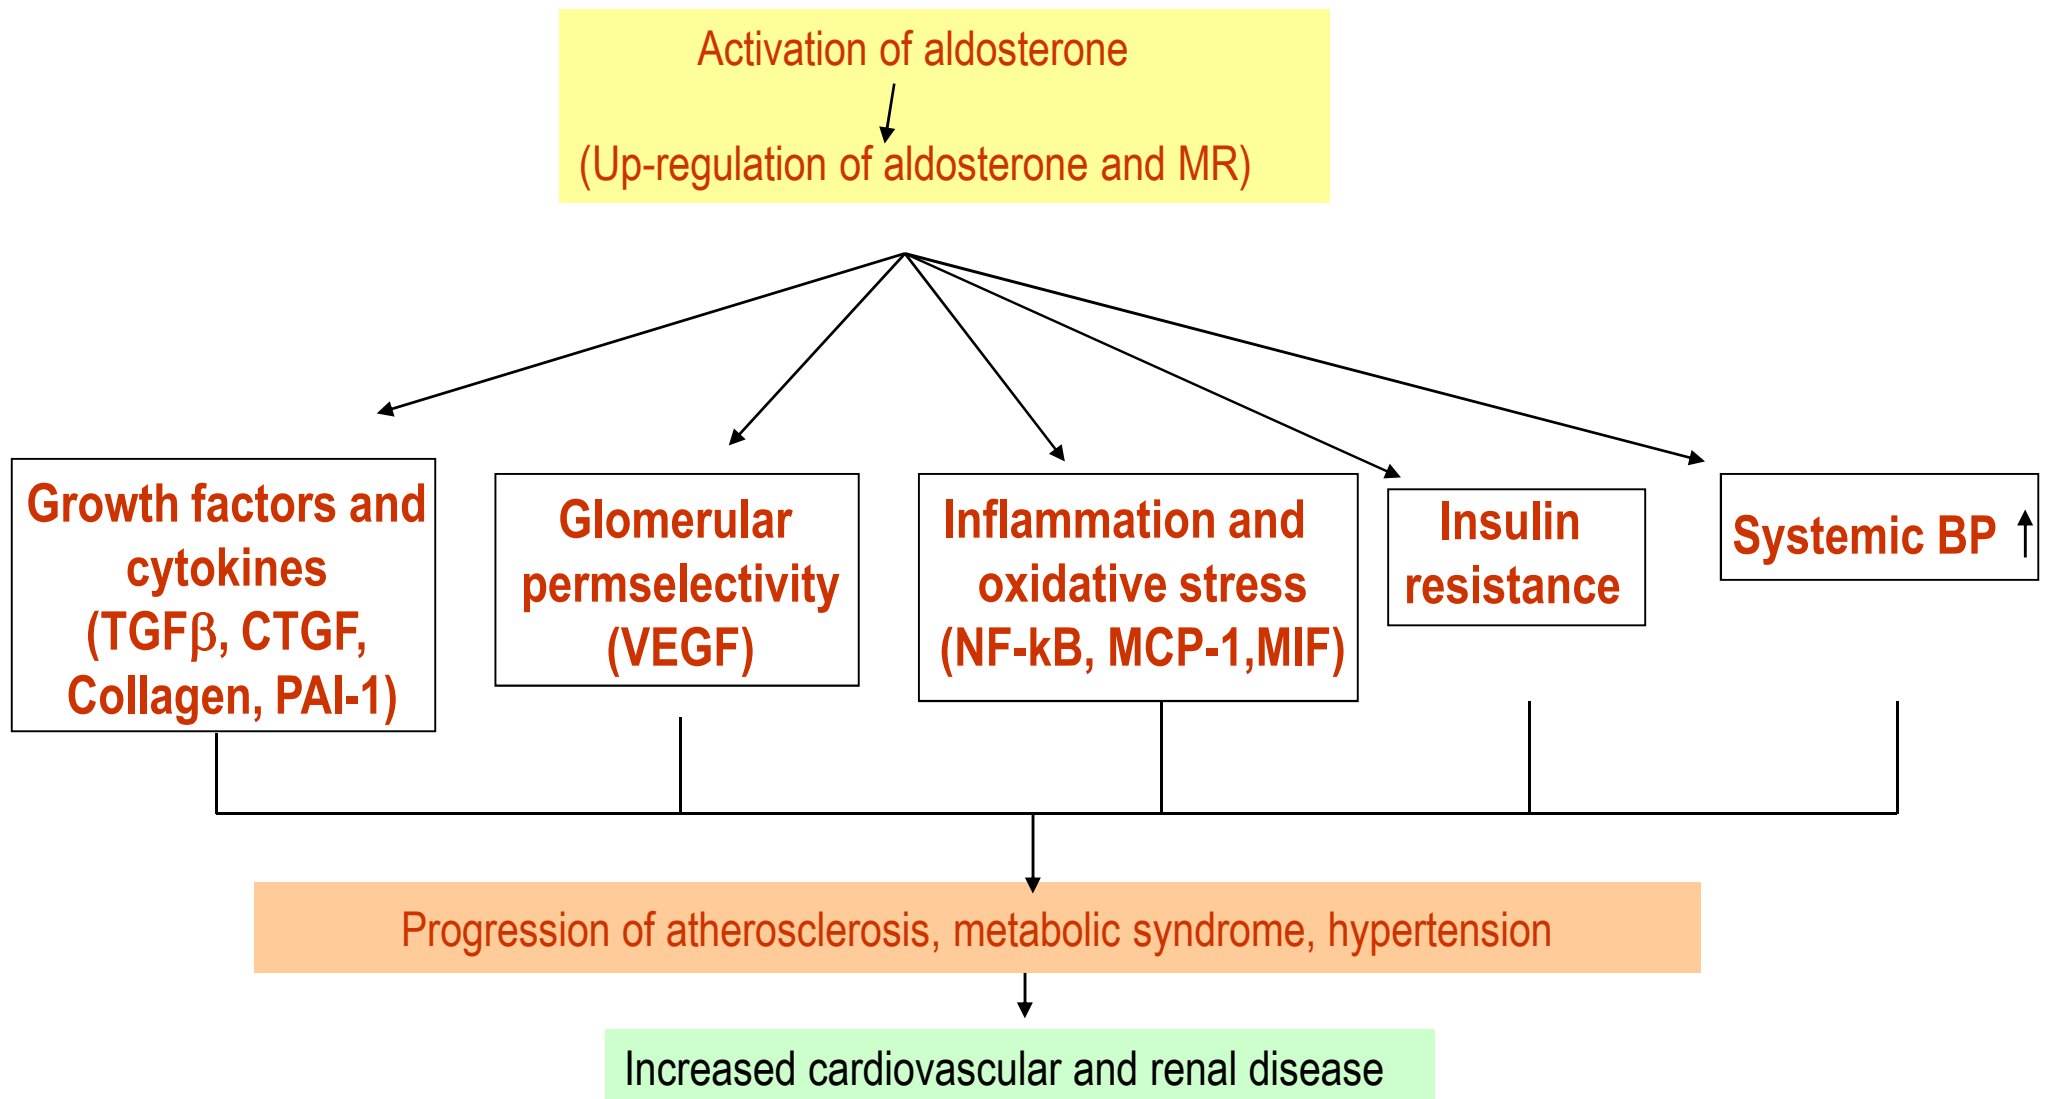 Activation of aldosterone
(Up-regulation of aldosterone and MR)
Growth factors and
cytokines
(TGFβ, CTGF,
Collagen, PAI-1)
Glomerular
permselectivity
(VEGF)
Inflammation and
oxidative stress
(NF-kB, MCP-1,MIF)
Insulin
resistance
Systemic BP
Progression of atherosclerosis, metabolic syndrome, hypertension
Increased cardiovascular and renal disease